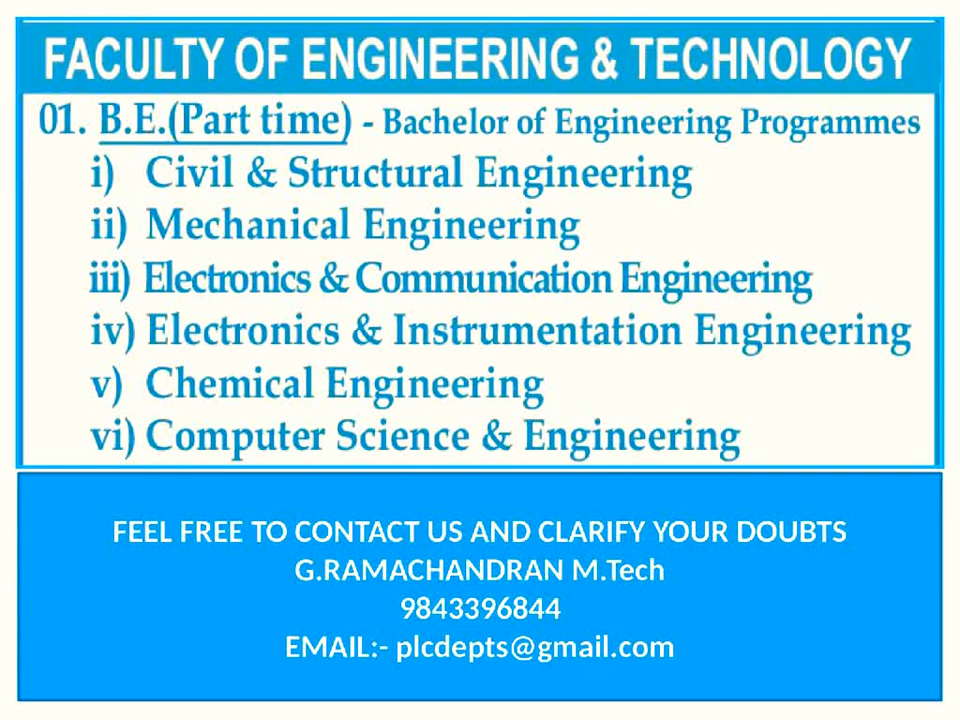 FACULTY OF ENGINEERING & TECHNOLOGY
01. B.E.(Part time) - Bachelor of Engineering Programmes
i) Civil & Structural Engineering
ii) Mechanical Engineering
iii) Electronics & Communication Engineering
iv) Electronics & Instrumentation Engineering
v) Chemical Engineering
vi) Computer Science & Engineering
FEEL FREE TO CONTACT US AND CLARIFY YOUR DOUBTS
G.RAMACHANDRAN M.Tech
9843396844
EMAIL:- plcdepts@gmail.com